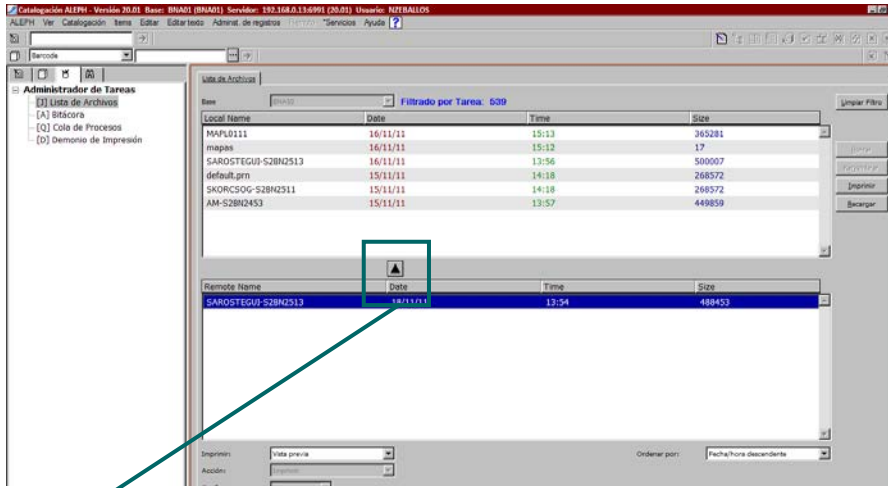 Catalogación ALEPH - Versión 20.01 Base: BNA01 (BNA01) Servidor: 192.168.0.13:6991 (20.01) Usuario: NZEBALLOS
ALEPH Ver Catalogación Items Editar Editar texto Administ. de registros "Servicios Ayuda ?
Barcode
Administrador de Tareas
[J] Lista de Archivos
[A] Bitácora
[Q] Cola de Procesos
[D] Demonio de Impresión
Lista de Archivos
Base Filtrado por Tarea: 539 Limpiar Filtro
Local Name Date Time Size
MAPL0111 16/11/11 15:13 365281
mapas 16/11/11 15:12 17
SAROSTEGUI-S28N2513 16/11/11 13:56 500007
default.prn 15/11/11 14:18 268572
SKORCSOG-S28N2511 15/11/11 14:18 268572
AM-S28N2453 15/11/11 13:57 449859
Imprimir
Recargar
Remote Name Date Time Size
SAROSTEGUI-S28N2513 18/11/11 13:54 488453
Imprimir: Vista previa Ordenar por: Fecha/hora descendente
Acción: Imprimir